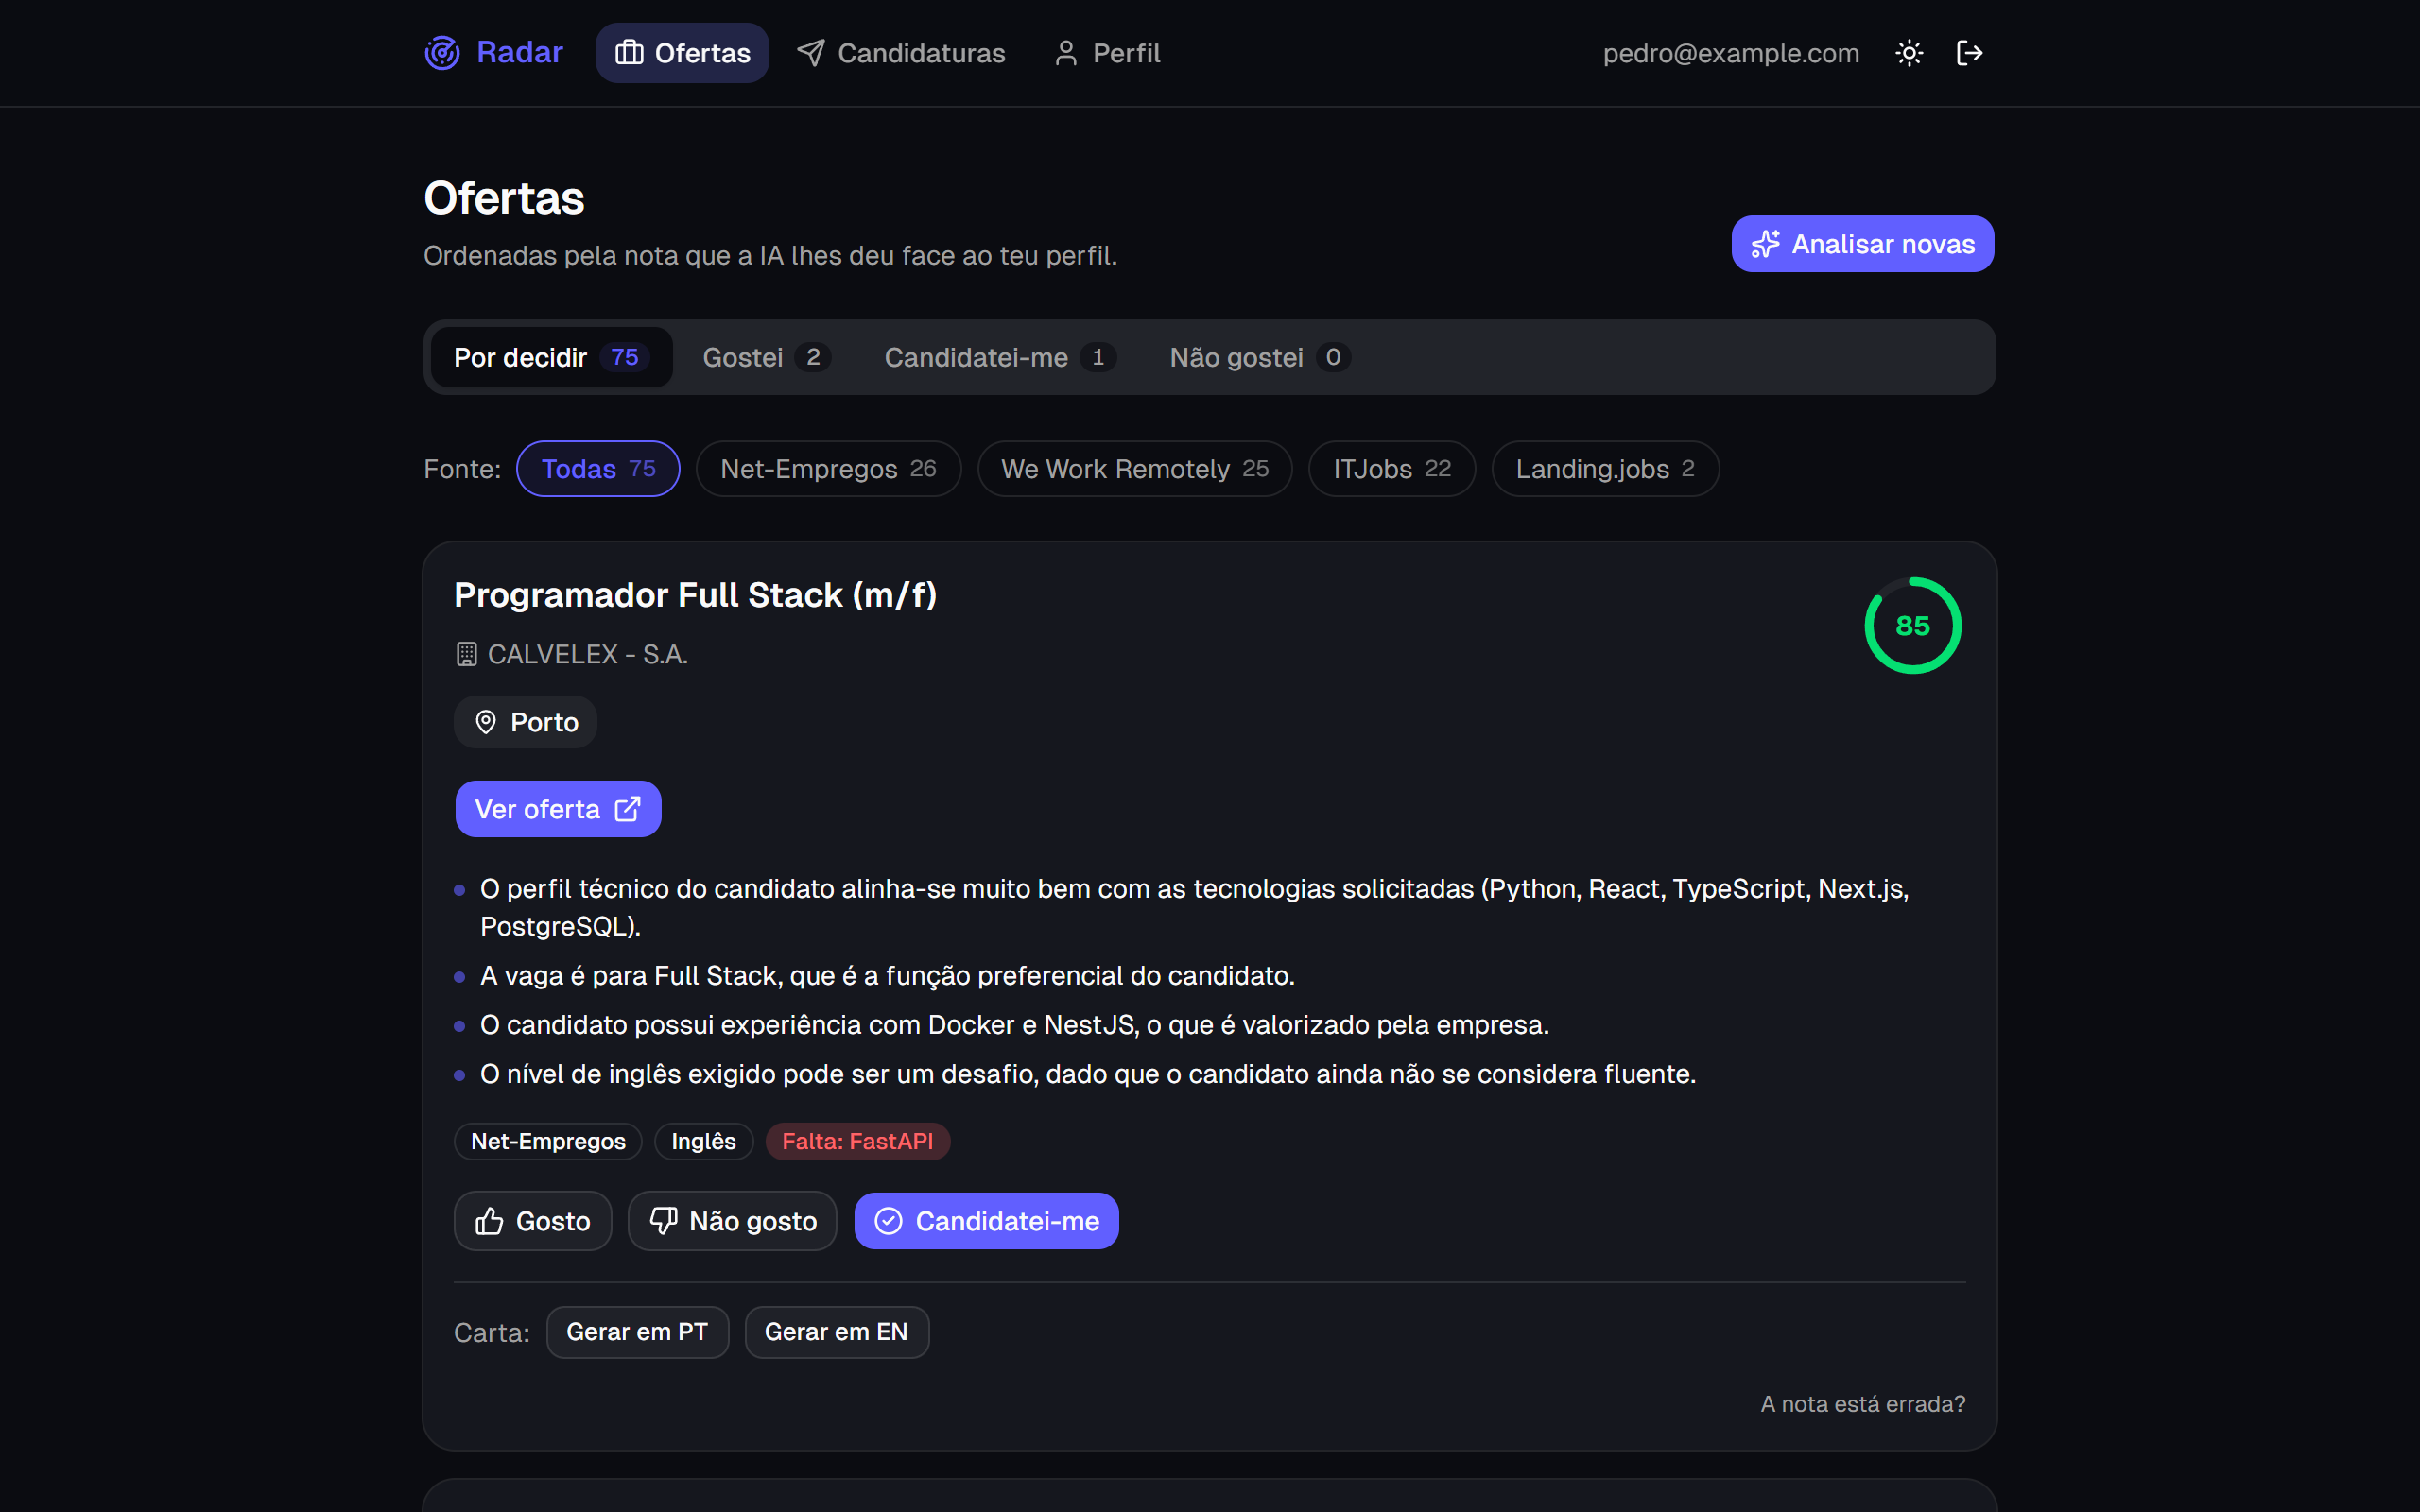 Radar
Ofertas
Candidaturas
Perfil
pedro@example.com
Ofertas
Ordenadas pela nota que a IA lhes deu face ao teu perfil.
Analisar novas
Por decidir 75
Gostei 2
Candidatei-me 1
Não gostei 0
Fonte:
Todas 75
Net-Empregos 26
We Work Remotely 25
ITJobs 22
Landing.jobs 2
Programador Full Stack (m/f)
85
CALVELEX - S.A.
Porto
Ver oferta
O perfil técnico do candidato alinha-se muito bem com as tecnologias solicitadas (Python, React, TypeScript, Next.js,
PostgreSQL).
A vaga é para Full Stack, que é a função preferencial do candidato.
O candidato possui experiência com Docker e NestJS, o que é valorizado pela empresa.
O nível de inglês exigido pode ser um desafio, dado que o candidato ainda não se considera fluente.
Net-Empregos
Inglês
Falta: FastAPI
Gosto
Não gosto
Candidatei-me
Carta:
Gerar em PT
Gerar em EN
A nota está errada?